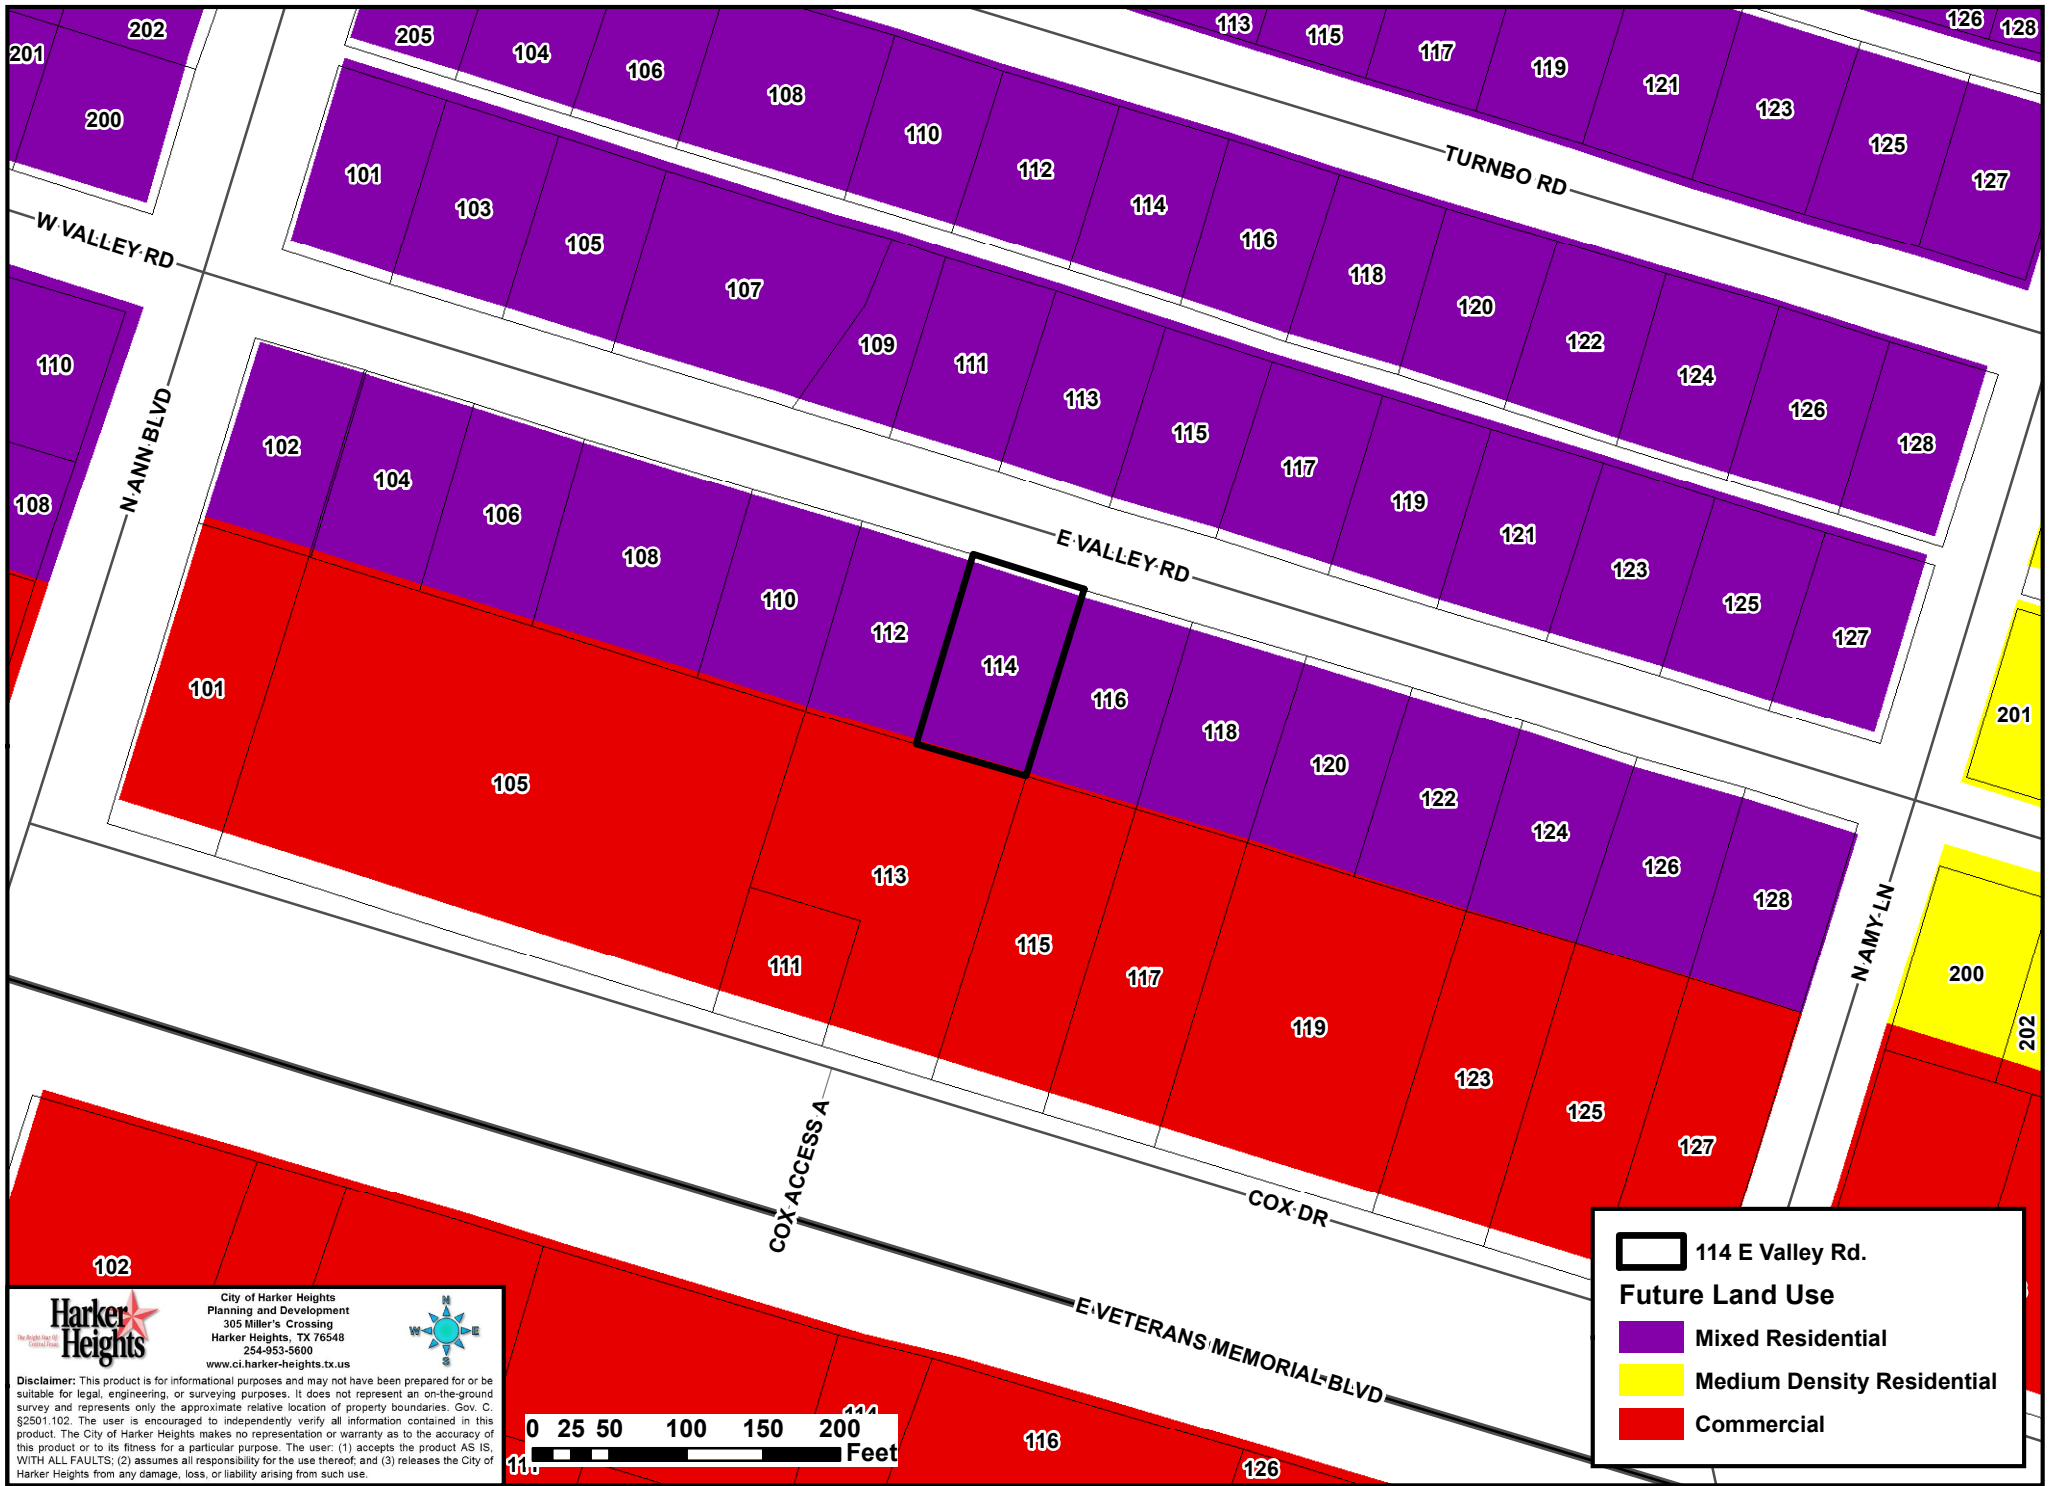 202
201
200
205
104
106
108
110
112
114
116
118
120
122
124
126
128
113
115
117
119
121
123
125
127
126
128
TURNBO RD
101
103
105
107
109
111
113
115
117
119
121
123
125
127
W VALLEY RD
E VALLEY RD
N ANN BLVD
110
108
102
104
106
108
110
112
114
116
118
120
122
124
126
128
201
200
202
N AMY LN
101
105
113
111
115
117
119
123
125
127
COX ACCESS A
COX DR
E VETERANS MEMORIAL BLVD
102
114
116
126
114 E Valley Rd.
Future Land Use
Mixed Residential
Medium Density Residential
Commercial
Harker
Heights
The Bright Star Of
Central Texas
City of Harker Heights
Planning and Development
305 Miller's Crossing
Harker Heights, TX 76548
254-953-5600
www.ci.harker-heights.tx.us
N
W E
S
Disclaimer: This product is for informational purposes and may not have been prepared for or be
suitable for legal, engineering, or surveying purposes. It does not represent an on-the-ground
survey and represents only the approximate relative location of property boundaries. Gov. C.
§2501.102. The user is encouraged to independently verify all information contained in this
product. The City of Harker Heights makes no representation or warranty as to the accuracy of
this product or to its fitness for a particular purpose. The user: (1) accepts the product AS IS,
WITH ALL FAULTS; (2) assumes all responsibility for the use thereof; and (3) releases the City of
Harker Heights from any damage, loss, or liability arising from such use.
0 25 50 100 150 200
Feet